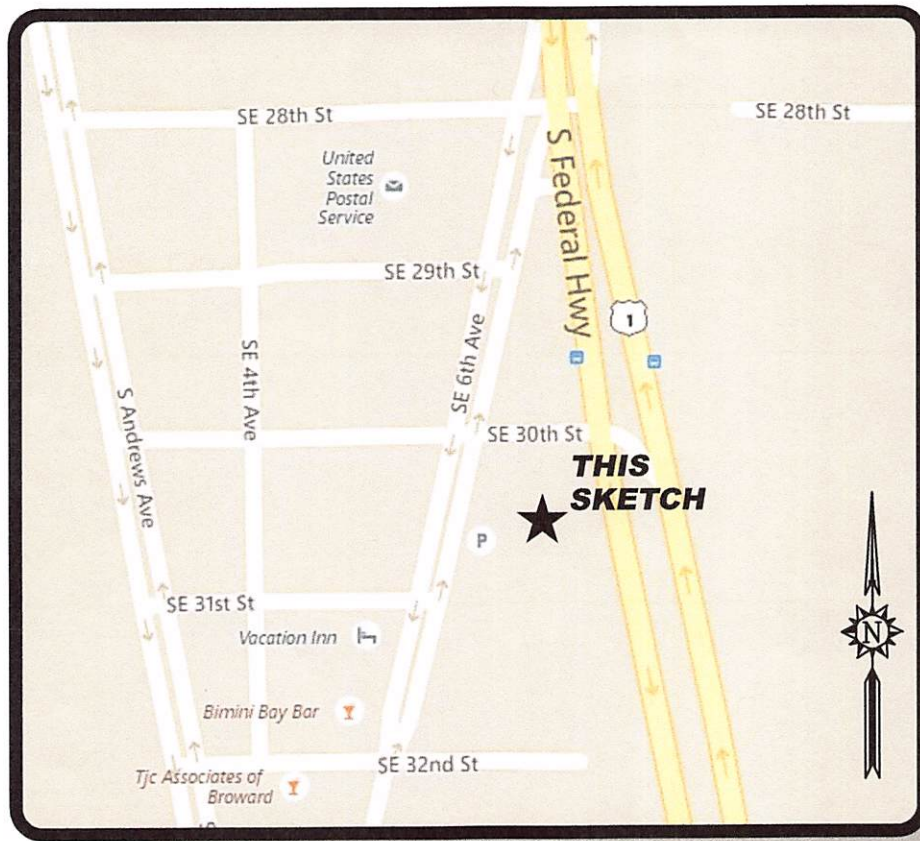 SE 28th St
SE 28th St
United
States
Postal
Service
S Federal Hwy
SE 29th St
1
SE 6th Ave
SE 4th Ave
S Andrews Ave
SE 30th St
THIS
SKETCH
P
SE 31st St
N
Vacation Inn
Bimini Bay Bar
SE 32nd St
Tjc Associates of
Broward